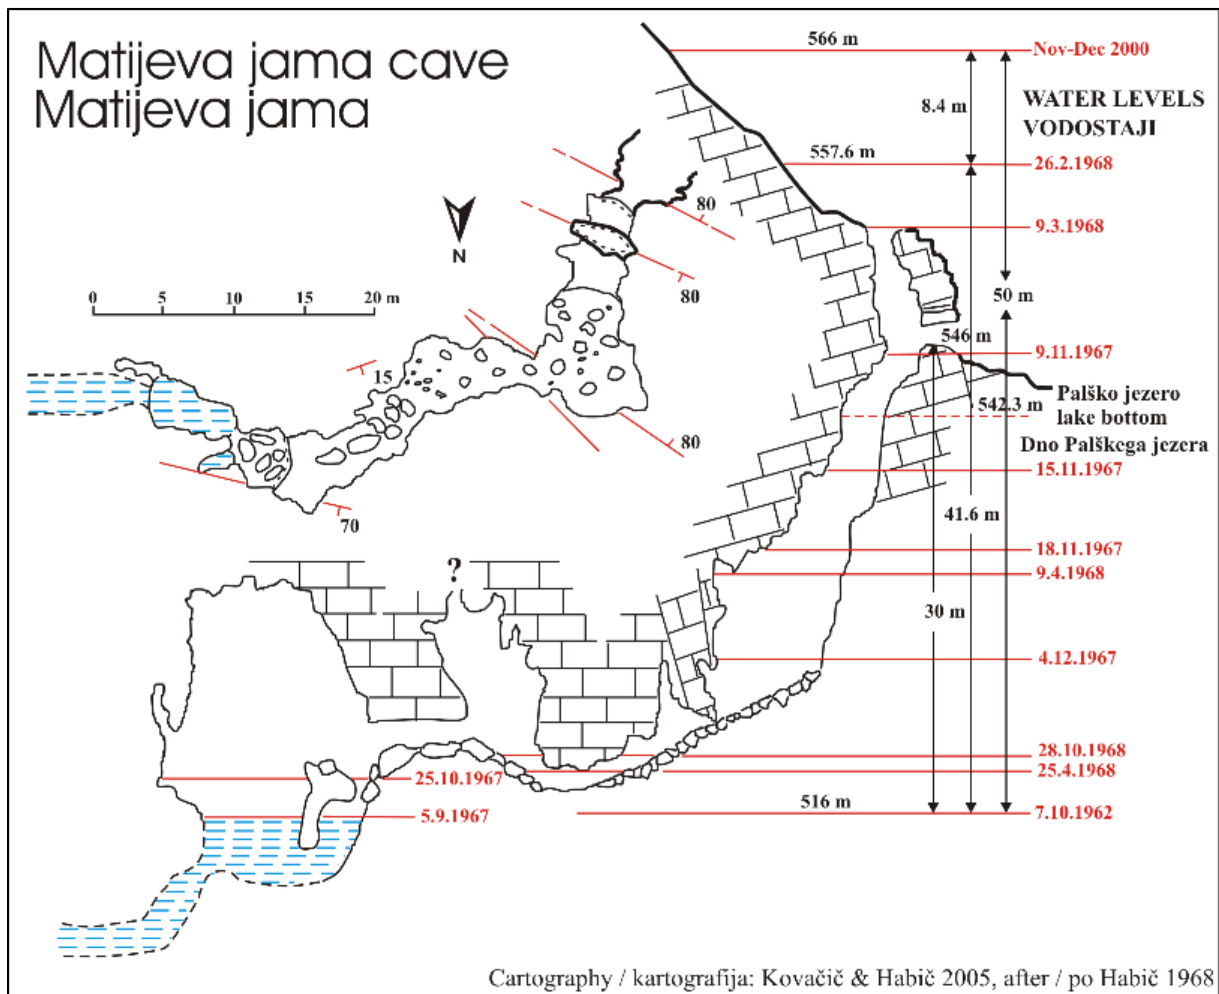 Matijeva jama cave
Matijeva jama
566 m
Nov-Dec 2000
8.4 m
WATER LEVELS
VODOSTAJI
557.6 m
26.2.1968
80
9.3.1968
N
80
0 5 10 15 20 m
50 m
546 m
9.11.1967
15
Palško jezero
lake bottom
542.3 m
Dno Palškega jezera
80
15.11.1967
41.6 m
70
18.11.1967
?
9.4.1968
30 m
4.12.1967
28.10.1968
25.4.1968
25.10.1967
516 m
7.10.1962
5.9.1967
Cartography / kartografija: Kovačič & Habič 2005, after / po Habič 1968